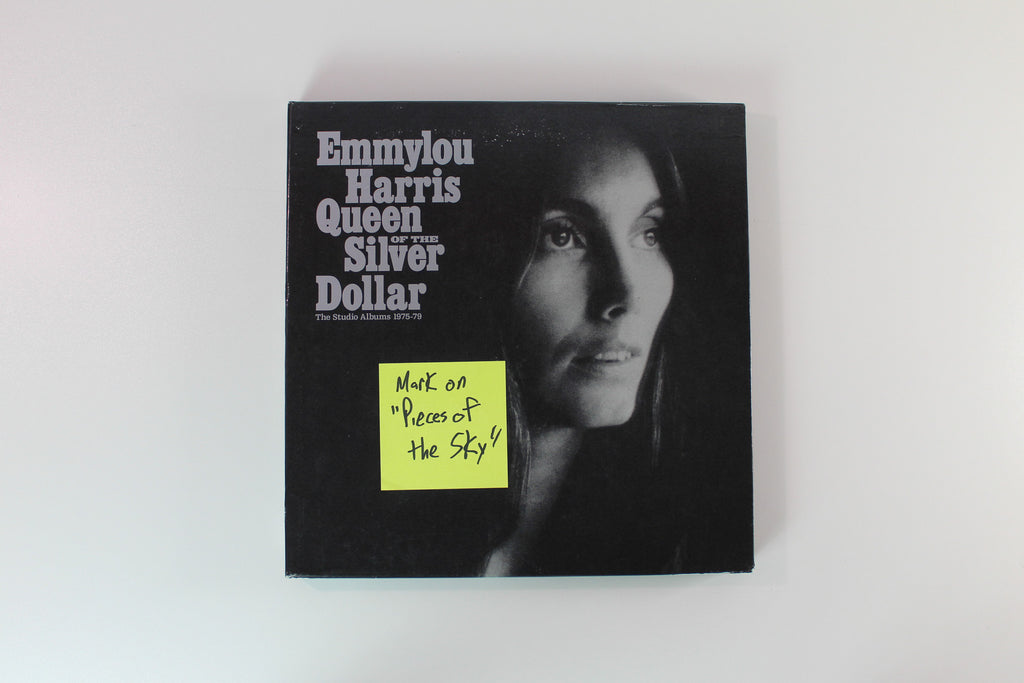 Emmylou
Harris
Queen
OF THE
Silver
Dollar
The Studio Albums 1975-79
Mark on
"Pieces of
the Sky"